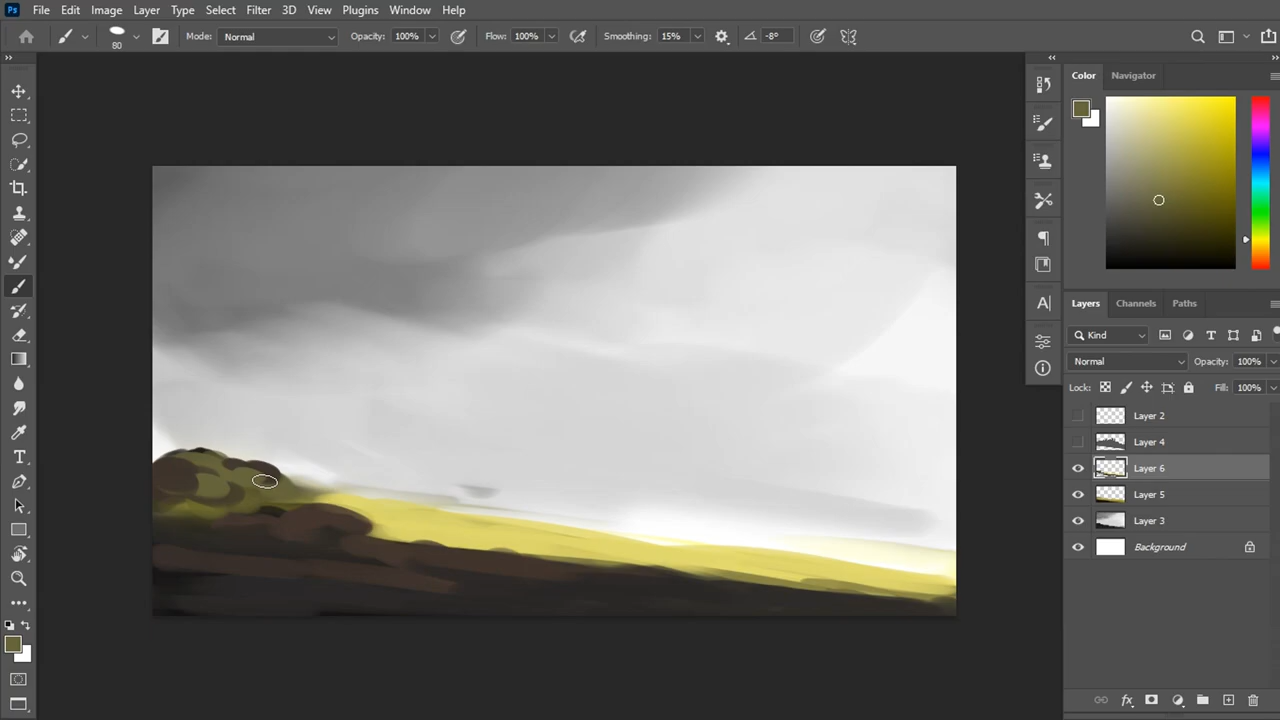 Ps File Edit Image Layer Type Select Filter 3D View Plugins Window Help
80 Mode: Normal Opacity: 100% Flow: 100% Smoothing: 15% -8°
Color Navigator
Layers Channels Paths
Kind
Normal Opacity: 100%
Lock: Fill: 100%
Layer 2
Layer 4
Layer 6
Layer 5
Layer 3
Background